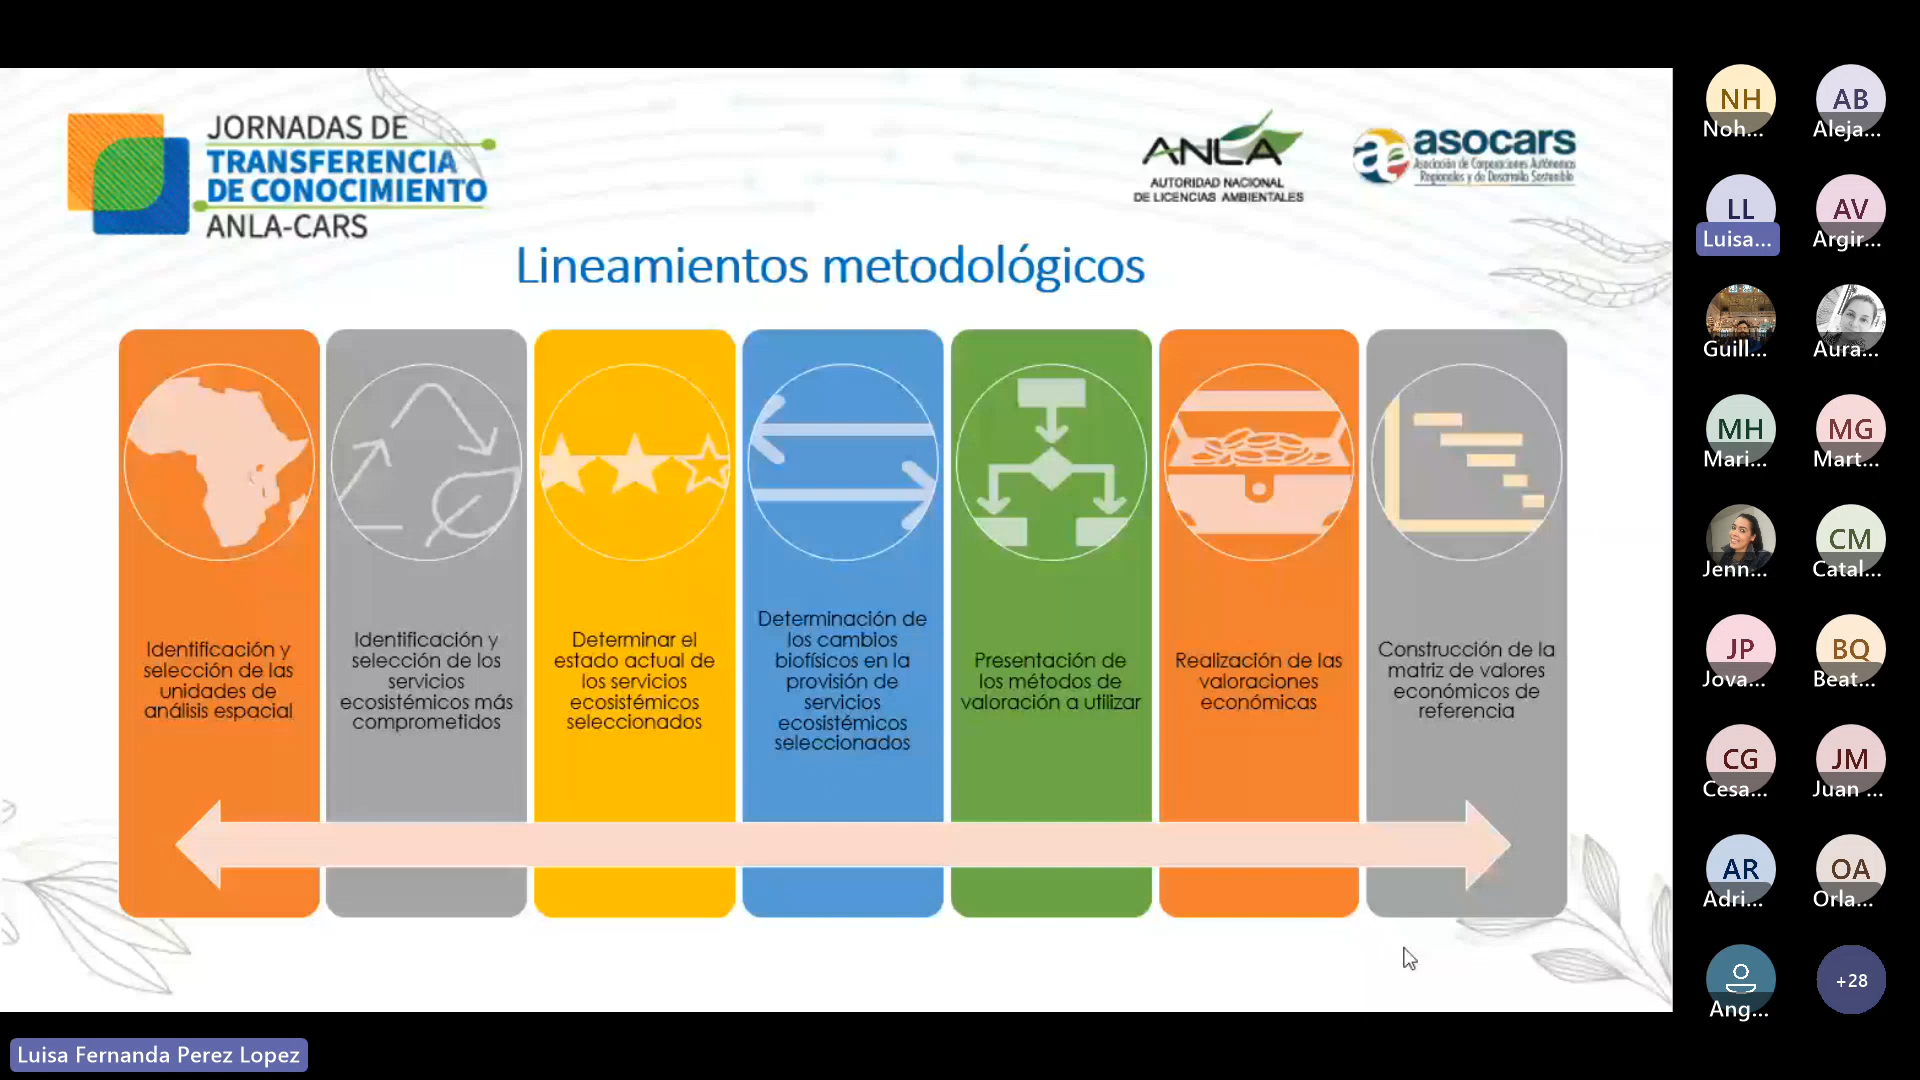 JORNADAS DE
TRANSFERENCIA
DE CONOCIMIENTO
ANLA-CARS
ANLA
AUTORIDAD NACIONAL
DE LICENCIAS AMBIENTALES
asocars
Asociación de Corporaciones Autónomas
Regionales y de Desarrollo Sostenible
Lineamientos metodológicos
Identificación y
selección de las
unidades de
análisis espacial
Identificación y
selección de los
servicios
ecosistémicos más
comprometidos
Determinar el
estado actual de
los servicios
ecosistémicos
seleccionados
Determinación de
los cambios
biofísicos en la
provisión de
servicios
ecosistémicos
seleccionados
Presentación de
los métodos de
valoración a utilizar
Realización de las
valoraciones
económicas
Construcción de la
matriz de valores
económicos de
referencia
NH
Noh...
AB
Aleja...
LL
Luisa...
AV
Argir...
Guill...
Aura...
MH
Mari...
MG
Mart...
Jenn...
CM
Catal...
JP
Jova...
BQ
Beat...
CG
Cesa...
JM
Juan ...
AR
Adri...
OA
Orla...
Ang...
+28
Luisa Fernanda Perez Lopez